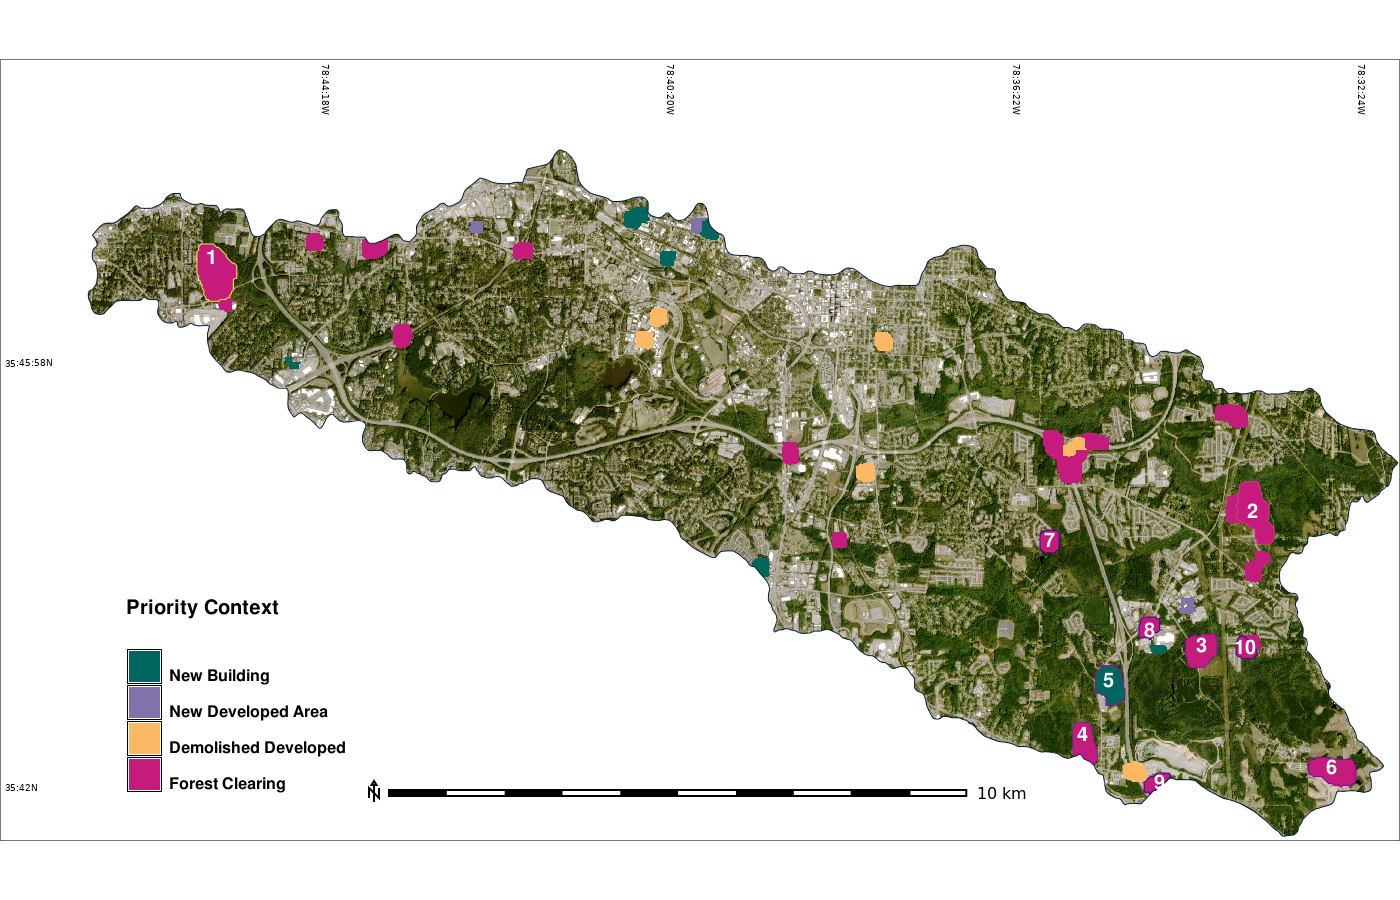 78:44:18W
78:40:20W
78:36:22W
78:32:24W
1
35:45:58N
2
7
Priority Context
8
3
10
New Building
5
New Developed Area
4
Demolished Developed
6
Forest Clearing
9
35:42N
N
10 km